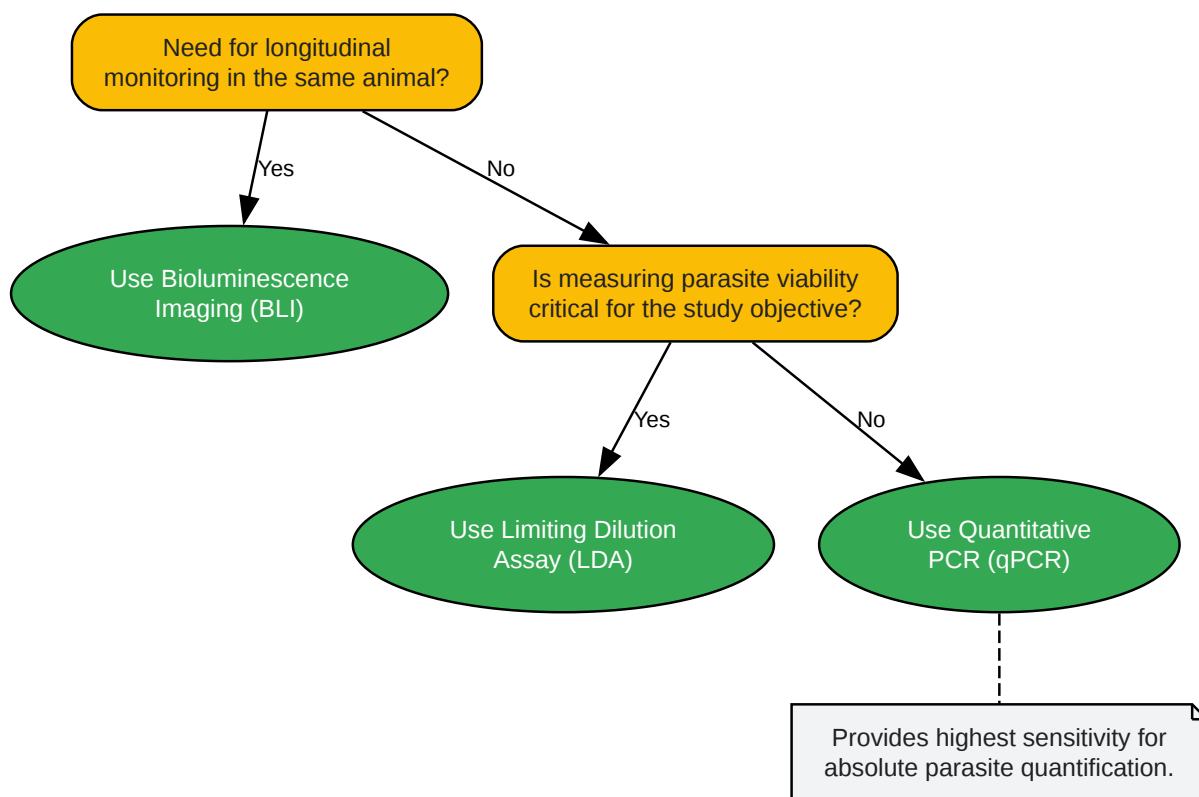 Need for longitudinal
monitoring in the same animal?
Yes
No
Use Bioluminescence
Imaging (BLI)
Is measuring parasite viability
critical for the study objective?
Yes
No
Use Limiting Dilution
Assay (LDA)
Use Quantitative
PCR (qPCR)
Provides highest sensitivity for
absolute parasite quantification.